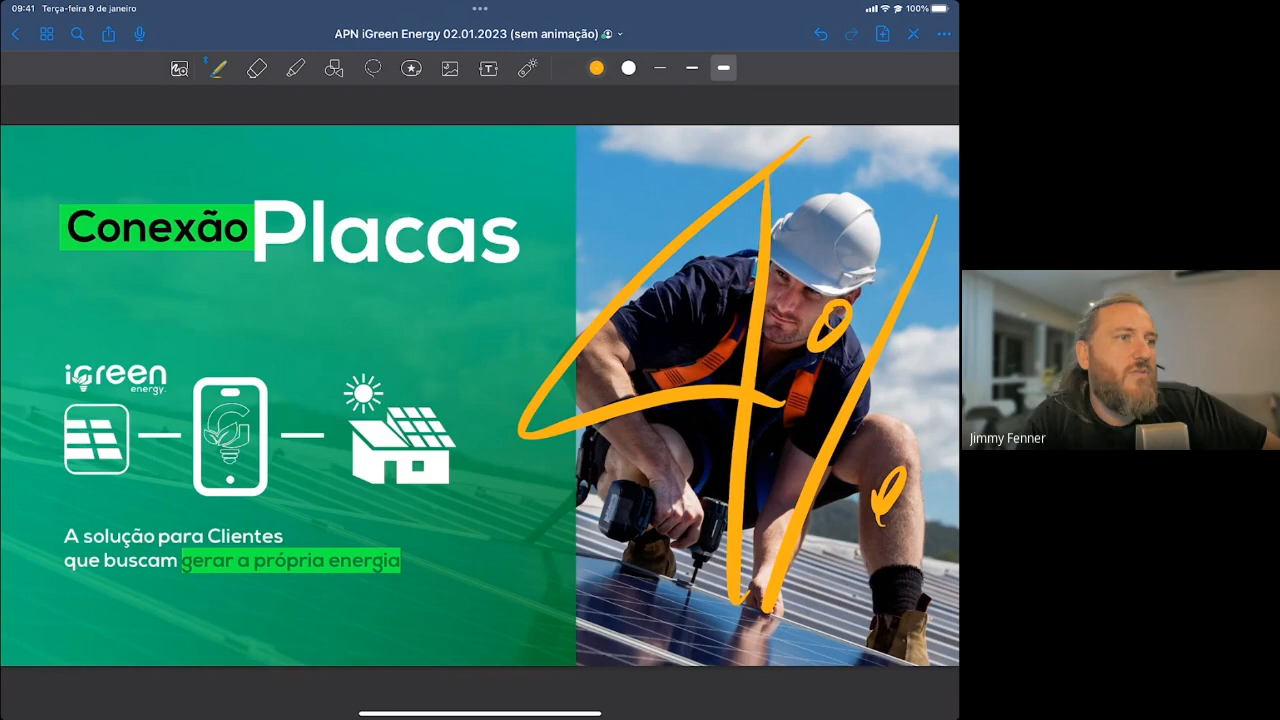 09:41 Terça-feira 9 de janeiro
100%
APN iGreen Energy 02.01.2023 (sem animação)
T
Conexão Placas
4%
iGreen
energy.
G
A solução para Clientes
que buscam gerar a própria energia
Jimmy Fenner